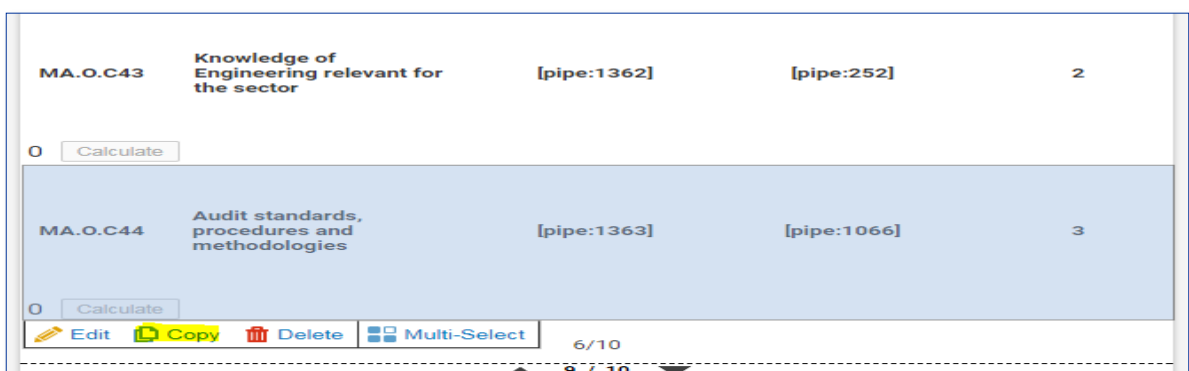 Knowledge of
MA.O.C43 Engineering relevant for [pipe:1362] [pipe:252] 2
the sector
0 Calculate
Audit standards,
MA.O.C44 procedures and [pipe:1363] [pipe:1066] 3
methodologies
0 Calculate
Edit Copy Delete Multi-Select
6/10